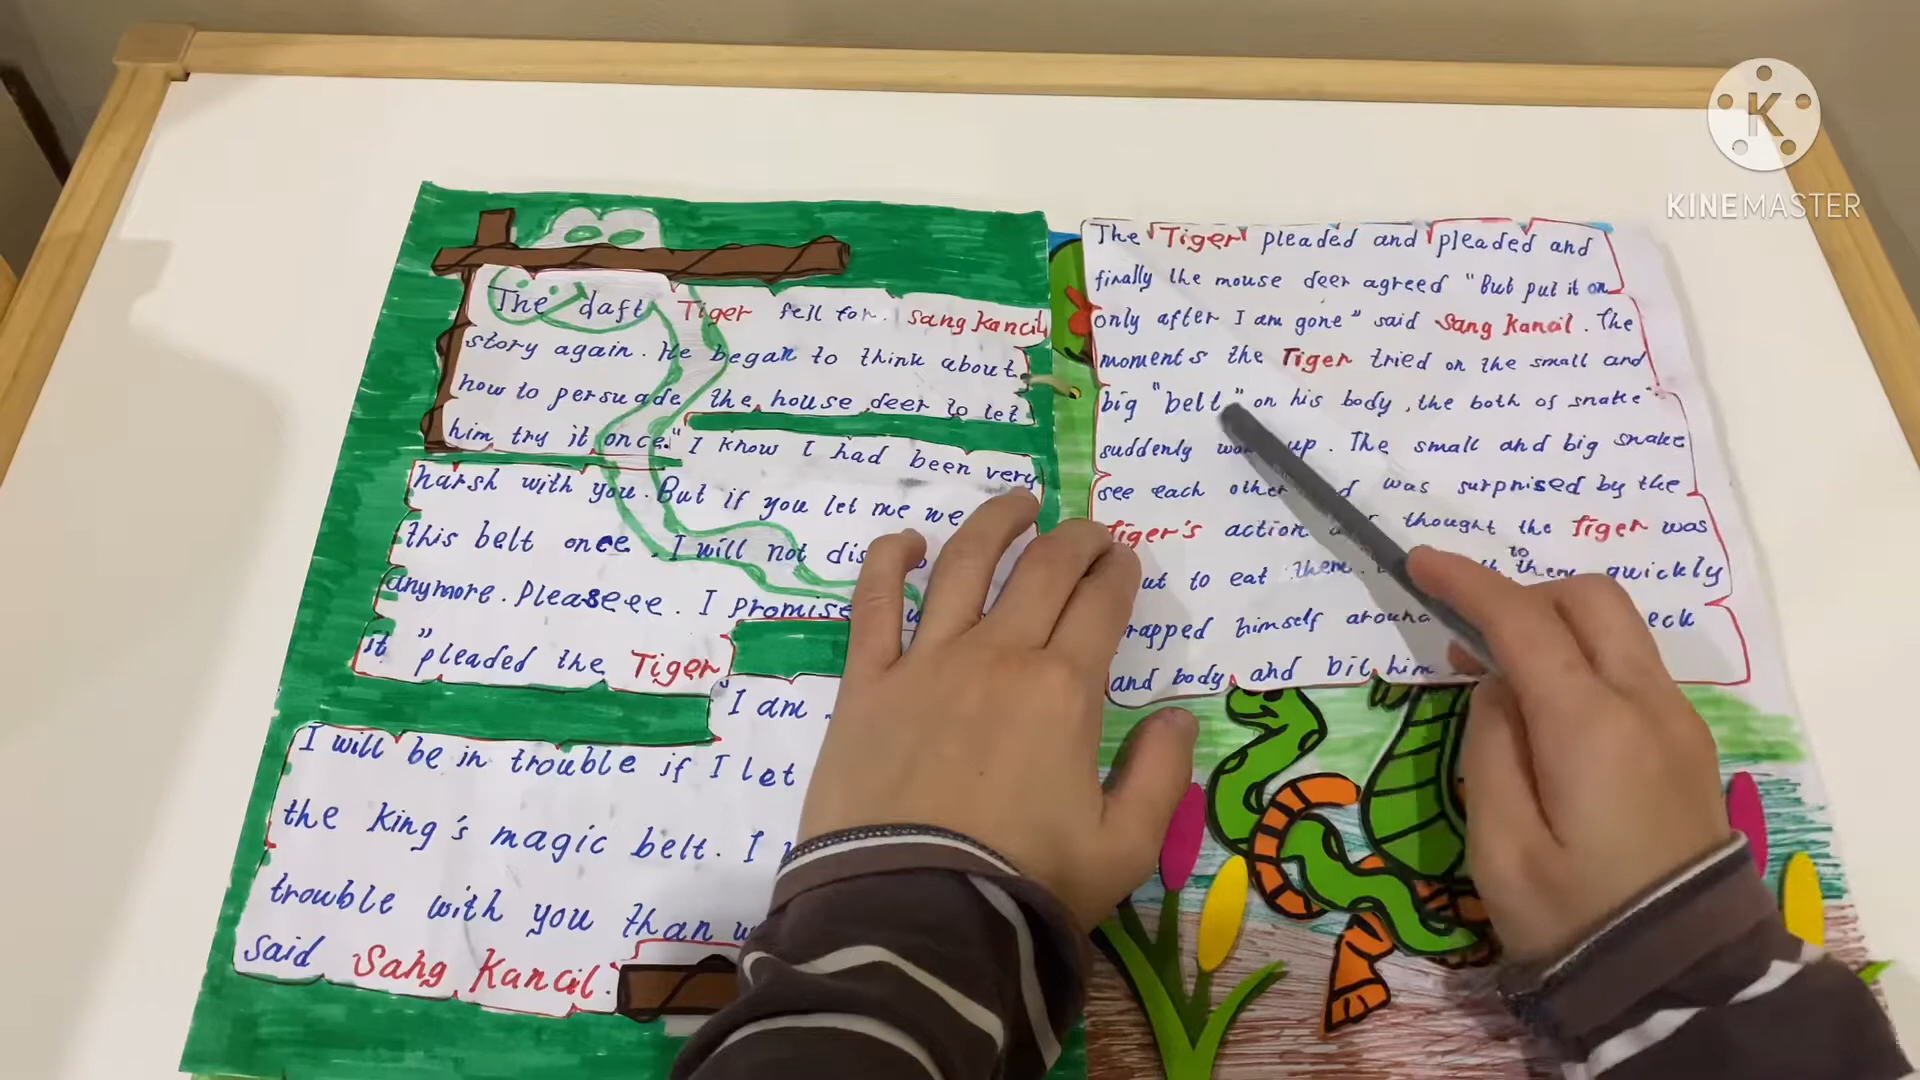 The daft Tiger fell for Sang Kancil
story again. He began to think about
how to persuade the house deer to let
him try it once." I know I had been very
harsh with you. But if you let me we
this belt once. I will not dis
anymore. Pleaseee. I promise
it" pleaded the Tiger
"I am
I will be in trouble if I let
the King's magic belt. I
trouble with you than
said Sang Kancil.
The Tiger pleaded and pleaded and
finally the mouse deer agreed "But put it on
only after I am gone" said Sang Kancil. The
moments the Tiger tried on the small and
big "belt" on his body, the both of snake
suddenly up. The small and big snake
see each other was surprised by the
Tiger's action thought the Tiger was
ut to eat them. to them quickly
rapped himself around eck
and body and bit him
K
KINEMASTER